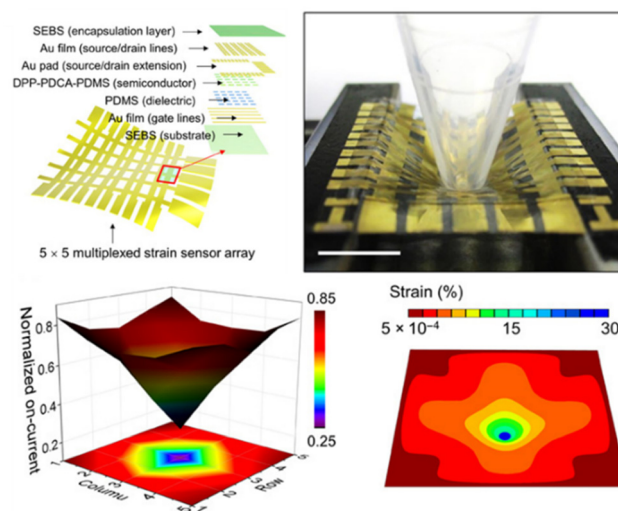 SEBS (encapsulation layer)
Au film (source/drain lines)
Au pad (source/drain extension)
DPP-PDCA-PDMS (semiconductor)
PDMS (dielectric)
Au film (gate lines)
SEBS (substrate)
5 × 5 multiplexed strain sensor array
Normalized on-current
0.8
0.6
0.4
0.2
1
2
3
4
5
Columu
1
2
3
4
5
Row
0.85
0.25
Strain (%)
5 × 10⁻⁴
15
30